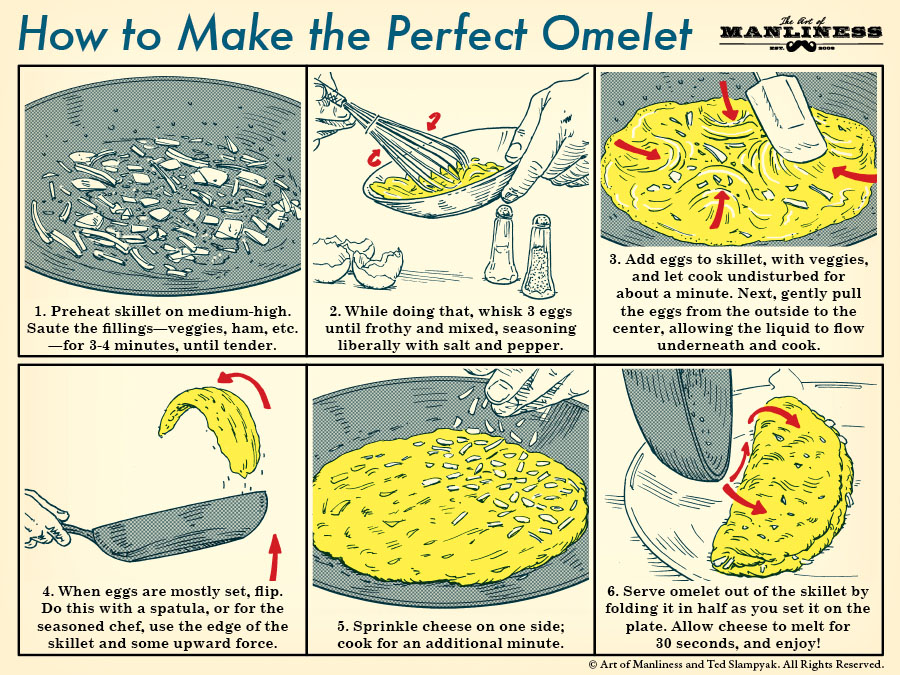 How to Make the Perfect Omelet
The Art of
MANLINESS
EST. 2008
1. Preheat skillet on medium-high.
Saute the fillings—veggies, ham, etc.
—for 3-4 minutes, until tender.
2. While doing that, whisk 3 eggs
until frothy and mixed, seasoning
liberally with salt and pepper.
3. Add eggs to skillet, with veggies,
and let cook undisturbed for
about a minute. Next, gently pull
the eggs from the outside to the
center, allowing the liquid to flow
underneath and cook.
4. When eggs are mostly set, flip.
Do this with a spatula, or for the
seasoned chef, use the edge of the
skillet and some upward force.
5. Sprinkle cheese on one side;
cook for an additional minute.
6. Serve omelet out of the skillet by
folding it in half as you set it on the
plate. Allow cheese to melt for
30 seconds, and enjoy!
© Art of Manliness and Ted Slampyak. All Rights Reserved.